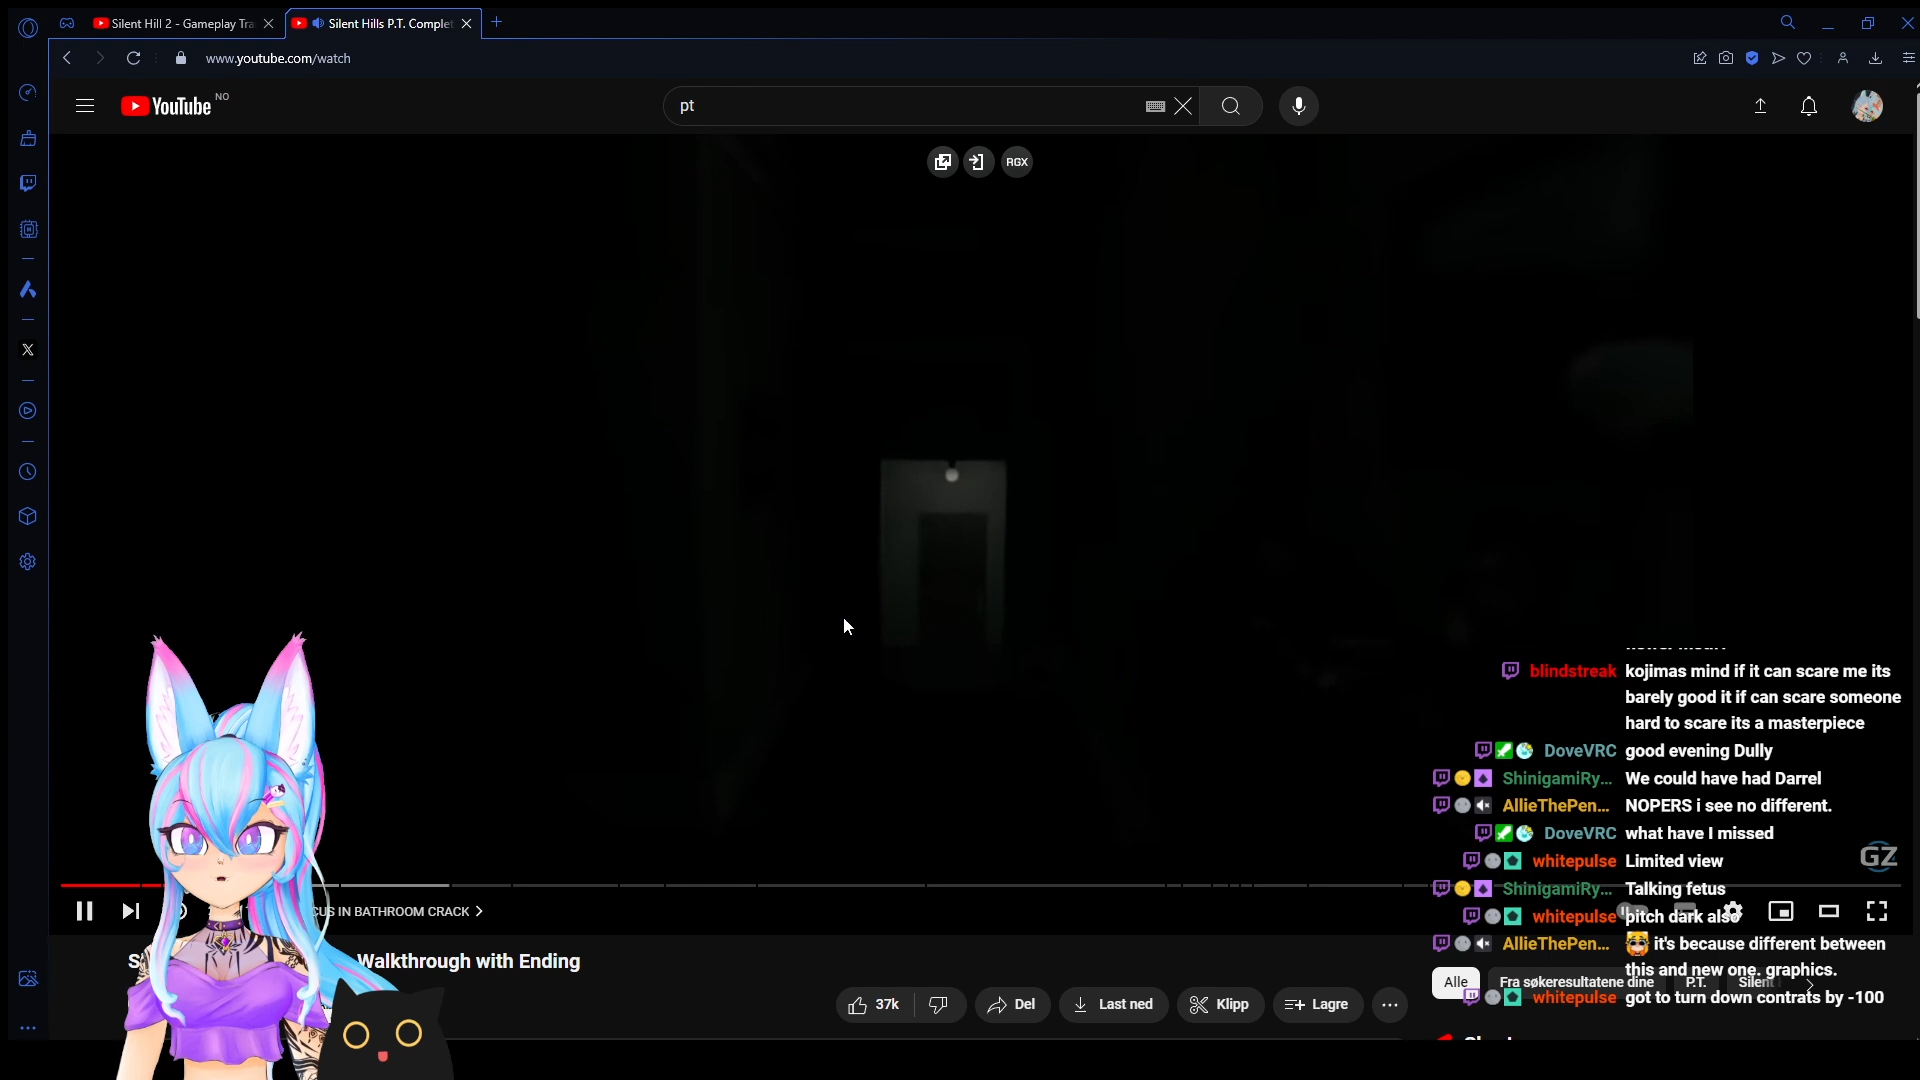 Silent Hill 2 - Gameplay Tra
Silent Hills P.T. Complet
www.youtube.com/watch
YouTube NO
pt
RGX
blindstreak kojimas mind if it can scare me its
barely good it if can scare someone
hard to scare its a masterpiece
DoveVRC good evening Dully
ShinigamiRy... We could have had Darrel
AllieThePen... NOPERS i see no different.
DoveVRC what have I missed
whitepulse Limited view
GZ
ShinigamiRy... Talking fetus
CUS IN BATHROOM CRACK
whitepulse pitch dark also
AllieThePen... it's because different between
this and new one. graphics.
Walkthrough with Ending
Alle
Fra søkeresultatene dine
P.T.
Silent
whitepulse got to turn down contrats by -100
37k
Del
Last ned
Klipp
Lagre